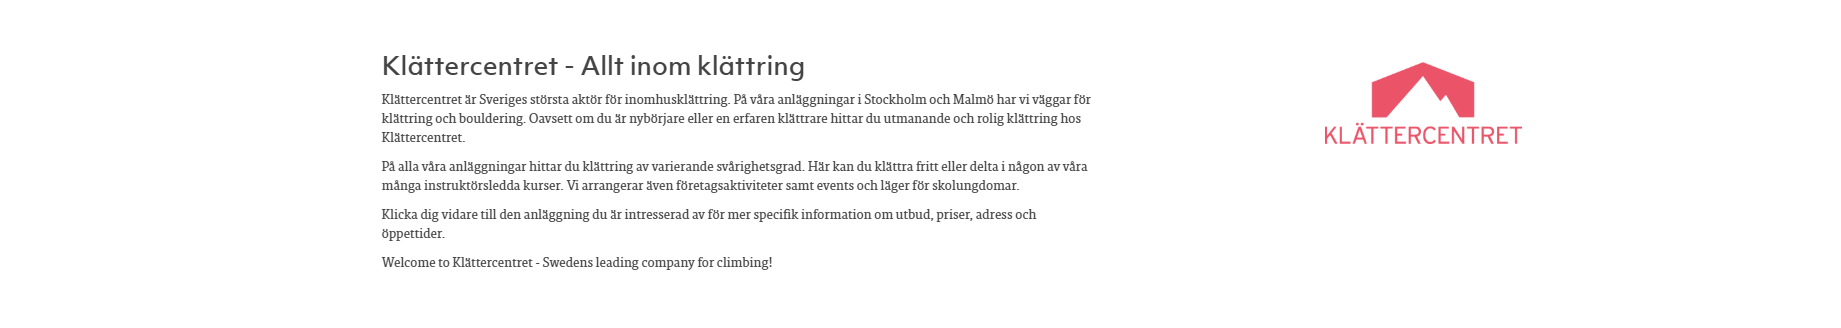 Klättercentret - Allt inom klättring
Klättercentret är Sveriges största aktör för inomhusklättring. På våra anläggningar i Stockholm och Malmö har vi väggar för
klättring och bouldering. Oavsett om du är nybörjare eller en erfaren klättrare hittar du utmanande och rolig klättring hos
Klättercentret.
På alla våra anläggningar hittar du klättring av varierande svårighetsgrad. Här kan du klättra fritt eller delta i någon av våra
många instruktörsledda kurser. Vi arrangerar även företagsaktiviteter samt events och läger för skolungdomar.
Klicka dig vidare till den anläggning du är intresserad av för mer specifik information om utbud, priser, adress och
öppettider.
Welcome to Klättercentret - Swedens leading company for climbing!
KLÄTTERCENTRET